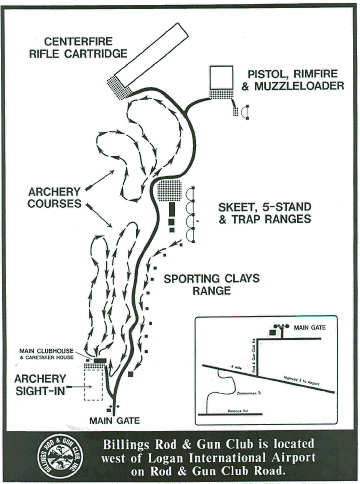 CENTERFIRE
RIFLE CARTRIDGE
PISTOL, RIMFIRE
& MUZZLELOADER
ARCHERY
COURSES
SKEET, 5-STAND
& TRAP RANGES
SPORTING CLAYS
RANGE
MAIN CLUBHOUSE
& CARETAKER HOUSE
ARCHERY
SIGHT-IN
MAIN GATE
MAIN GATE
Rod & Gun Club Rd
Highway 3 to Airport
BILLINGS ROD & GUN CLUB, INC.
Billings Rod & Gun Club is located
west of Logan International Airport
on Rod & Gun Club Road.